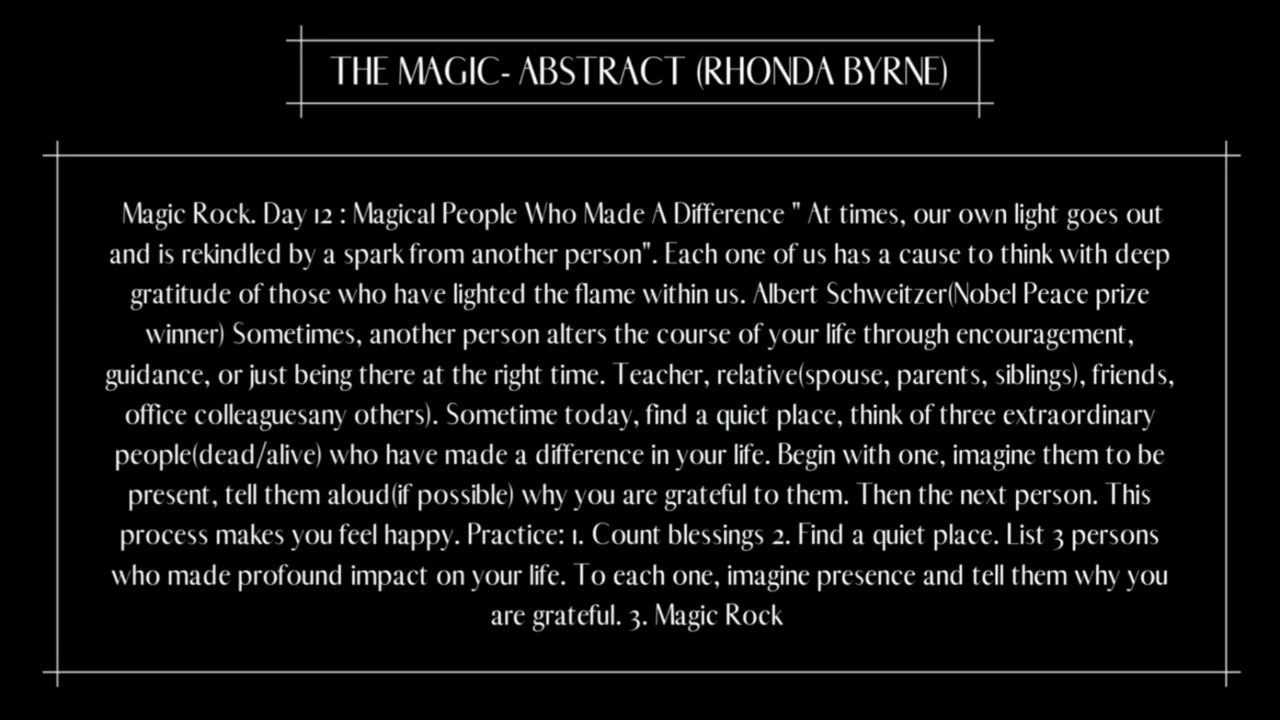 THE MAGIC- ABSTRACT (RHONDA BYRNE)
Magic Rock. Day 12 : Magical People Who Made A Difference " At times, our own light goes out
and is rekindled by a spark from another person". Each one of us has a cause to think with deep
gratitude of those who have lighted the flame within us. Albert Schweitzer(Nobel Peace prize
winner) Sometimes, another person alters the course of your life through encouragement,
guidance, or just being there at the right time. Teacher, relative(spouse, parents, siblings), friends,
office colleaguesany others). Sometime today, find a quiet place, think of three extraordinary
people(dead/alive) who have made a difference in your life. Begin with one, imagine them to be
present, tell them aloud(if possible) why you are grateful to them. Then the next person. This
process makes you feel happy. Practice: 1. Count blessings 2. Find a quiet place. List 3 persons
who made profound impact on your life. To each one, imagine presence and tell them why you
are grateful. 3. Magic Rock